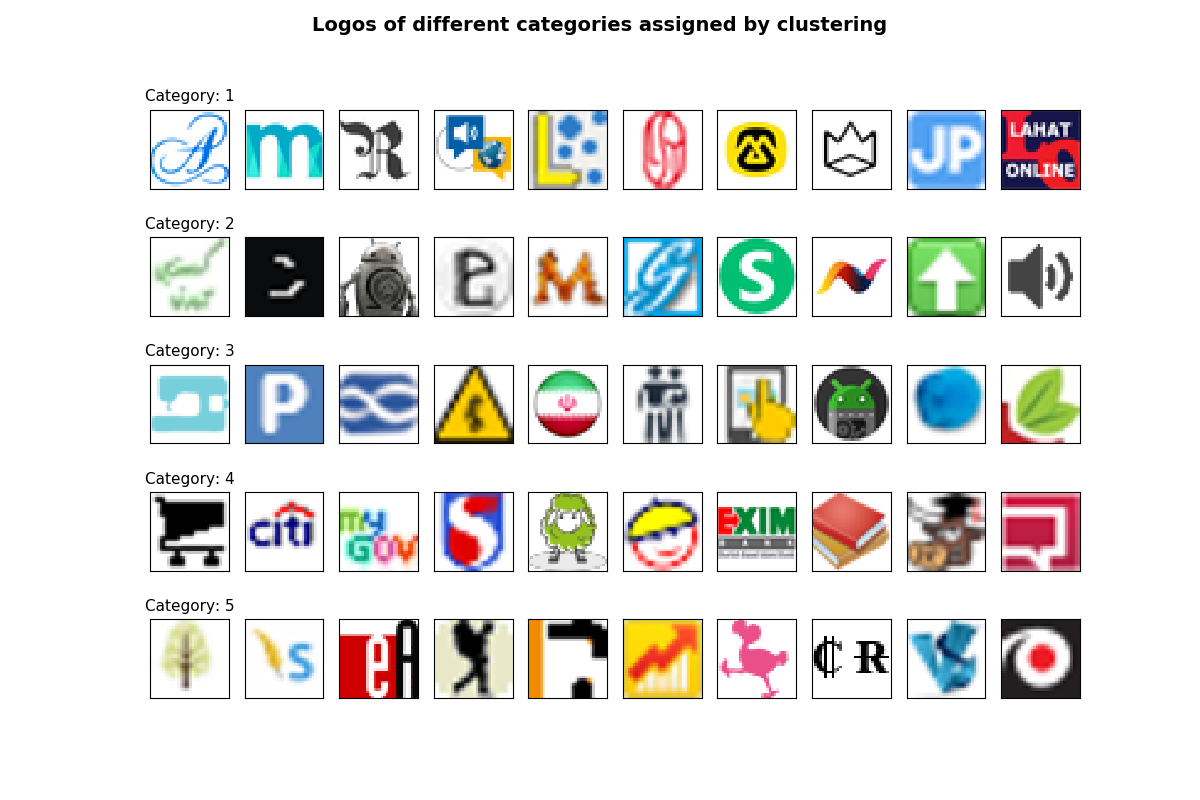 Logos of different categories assigned by clustering
Category: 1
A m R L JP LAHAT
ONLINE
Category: 2
e M S
Category: 3
P
Category: 4
citi my
GOV S EXIM
BANK
Category: 5
S eA ₵ R